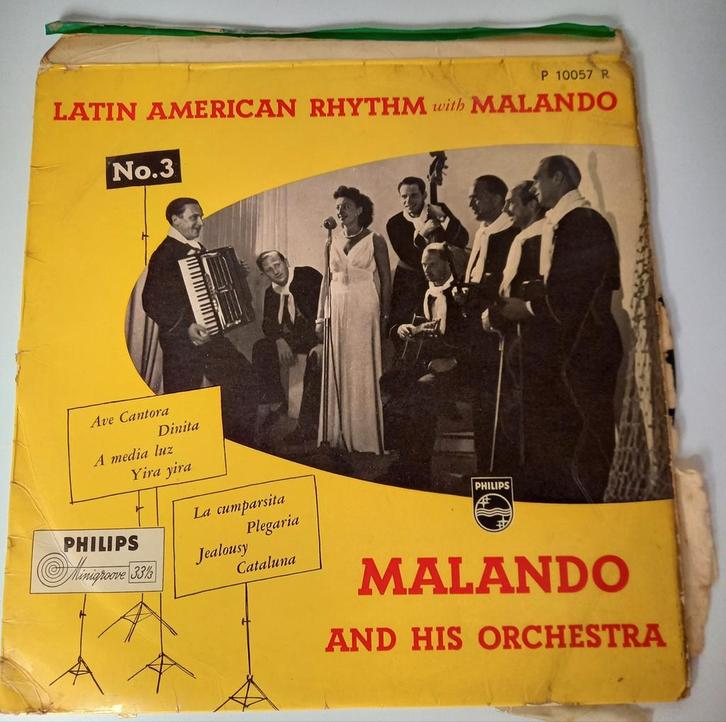 P 10057 R
LATIN AMERICAN RHYTHM with MALANDO
No.3
Ave Cantora
Dinita
A media luz
Yira yira
La cumparsita
Plegaria
Jealousy
Cataluna
PHILIPS
PHILIPS
Minigroove 33⅓
MALANDO
AND HIS ORCHESTRA